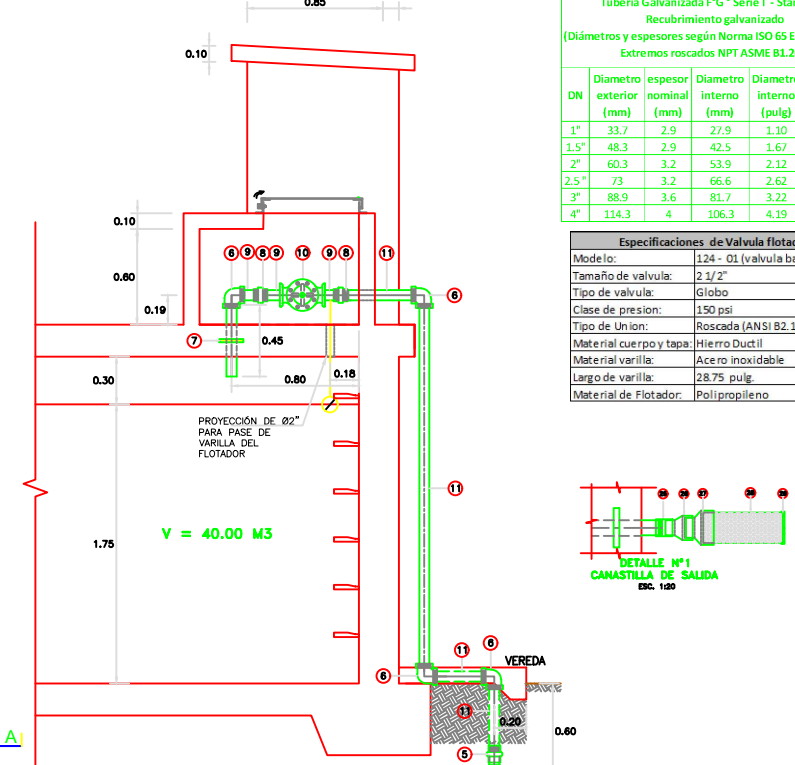 0.85
0.10
0.10
0.60
0.19
6 9 8 9 10 9 8 11
6
7
0.45
0.80
0.18
0.30
PROYECCIÓN DE Ø2"
PARA PASE DE
VARILLA DEL
FLOTADOR
11
1.75
V = 40.00 M3
11
6
VEREDA
6
11
0.20
0.60
5
A
Tubería Galvanizada F°G° Serie I - Sta
Recubrimiento galvanizado
(Diámetros y espesores según Norma ISO 65 E
Extremos roscados NPT ASME B1.2
DN Diametro exterior (mm) espesor nominal (mm) Diametro interno (mm) Diametr interno (pulg)
1" 33.7 2.9 27.9 1.10
1.5" 48.3 2.9 42.5 1.67
2" 60.3 3.2 53.9 2.12
2.5" 73 3.2 66.6 2.62
3" 88.9 3.6 81.7 3.22
4" 114.3 4 106.3 4.19
Especificaciones de Valvula flota
Modelo: 124 - 01 (valvula ba
Tamaño de valvula: 2 1/2"
Tipo de valvula: Globo
Clase de presion: 150 psi
Tipo de Union: Roscada (ANSI B2.1
Material cuerpo y tapa: Hierro Ductil
Material varilla: Acero inoxidable
Largo de varilla: 28.75 pulg.
Material de Flotador: Polipropileno
27
DETALLE N°1
CANASTILLA DE SALIDA
ESC. 1:20